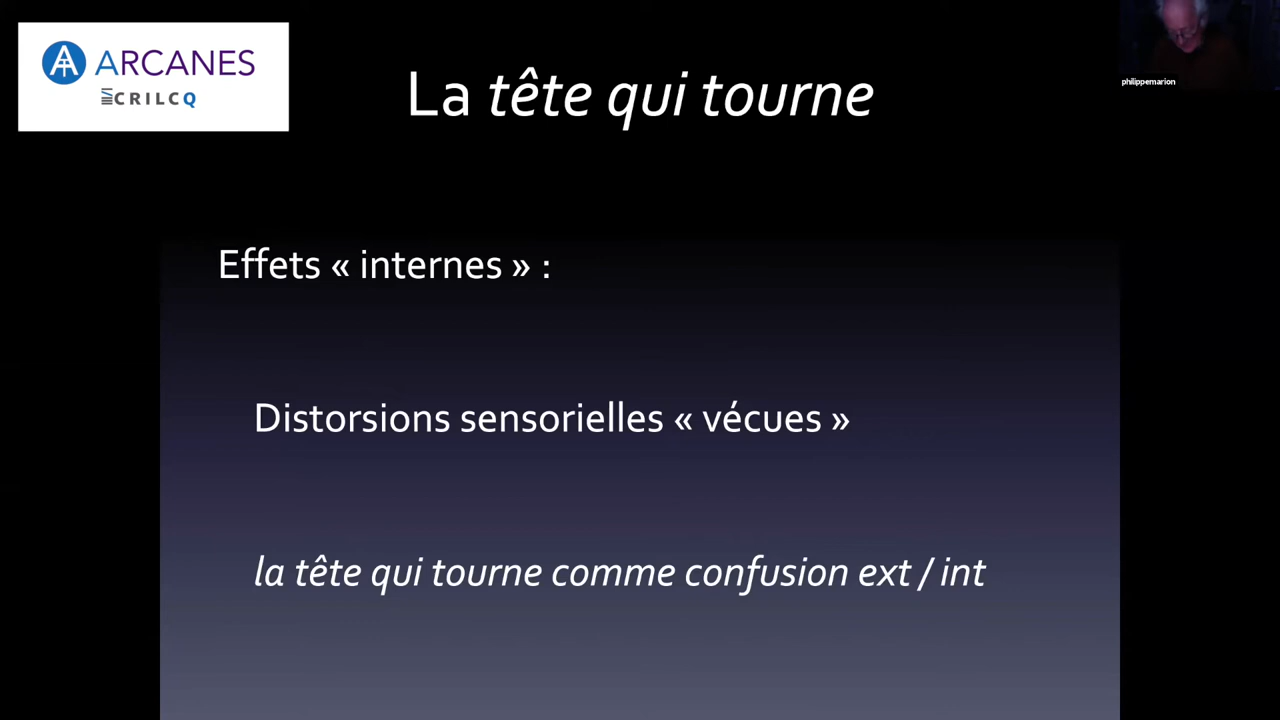 ARCANES
CRILCQ
La tête qui tourne
philippemarion
Effets « internes » :
Distorsions sensorielles « vécues »
la tête qui tourne comme confusion ext / int